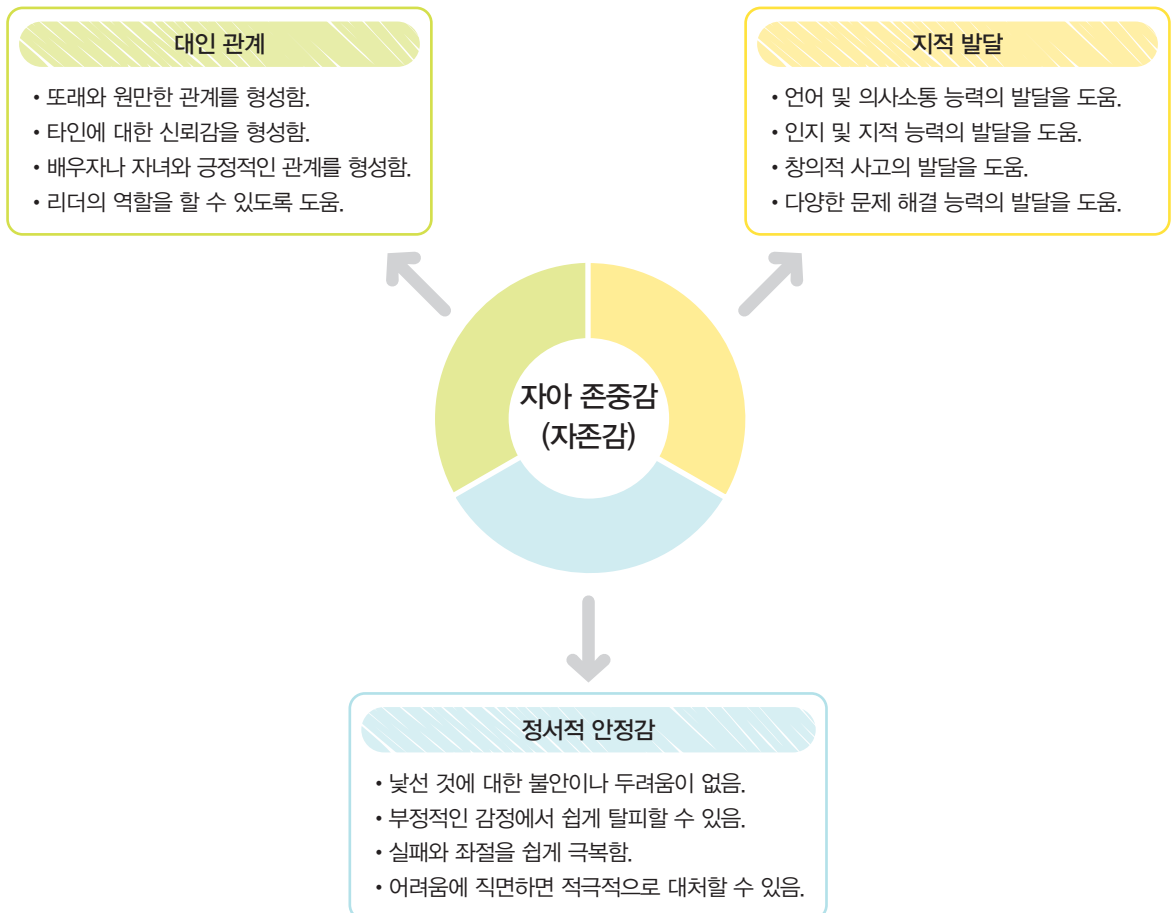 대인 관계
• 또래와 원만한 관계를 형성함.
• 타인에 대한 신뢰감을 형성함.
• 배우자나 자녀와 긍정적인 관계를 형성함.
• 리더의 역할을 할 수 있도록 도움.
지적 발달
• 언어 및 의사소통 능력의 발달을 도움.
• 인지 및 지적 능력의 발달을 도움.
• 창의적 사고의 발달을 도움.
• 다양한 문제 해결 능력의 발달을 도움.
자아 존중감
(자존감)
정서적 안정감
• 낯선 것에 대한 불안이나 두려움이 없음.
• 부정적인 감정에서 쉽게 탈피할 수 있음.
• 실패와 좌절을 쉽게 극복함.
• 어려움에 직면하면 적극적으로 대처할 수 있음.